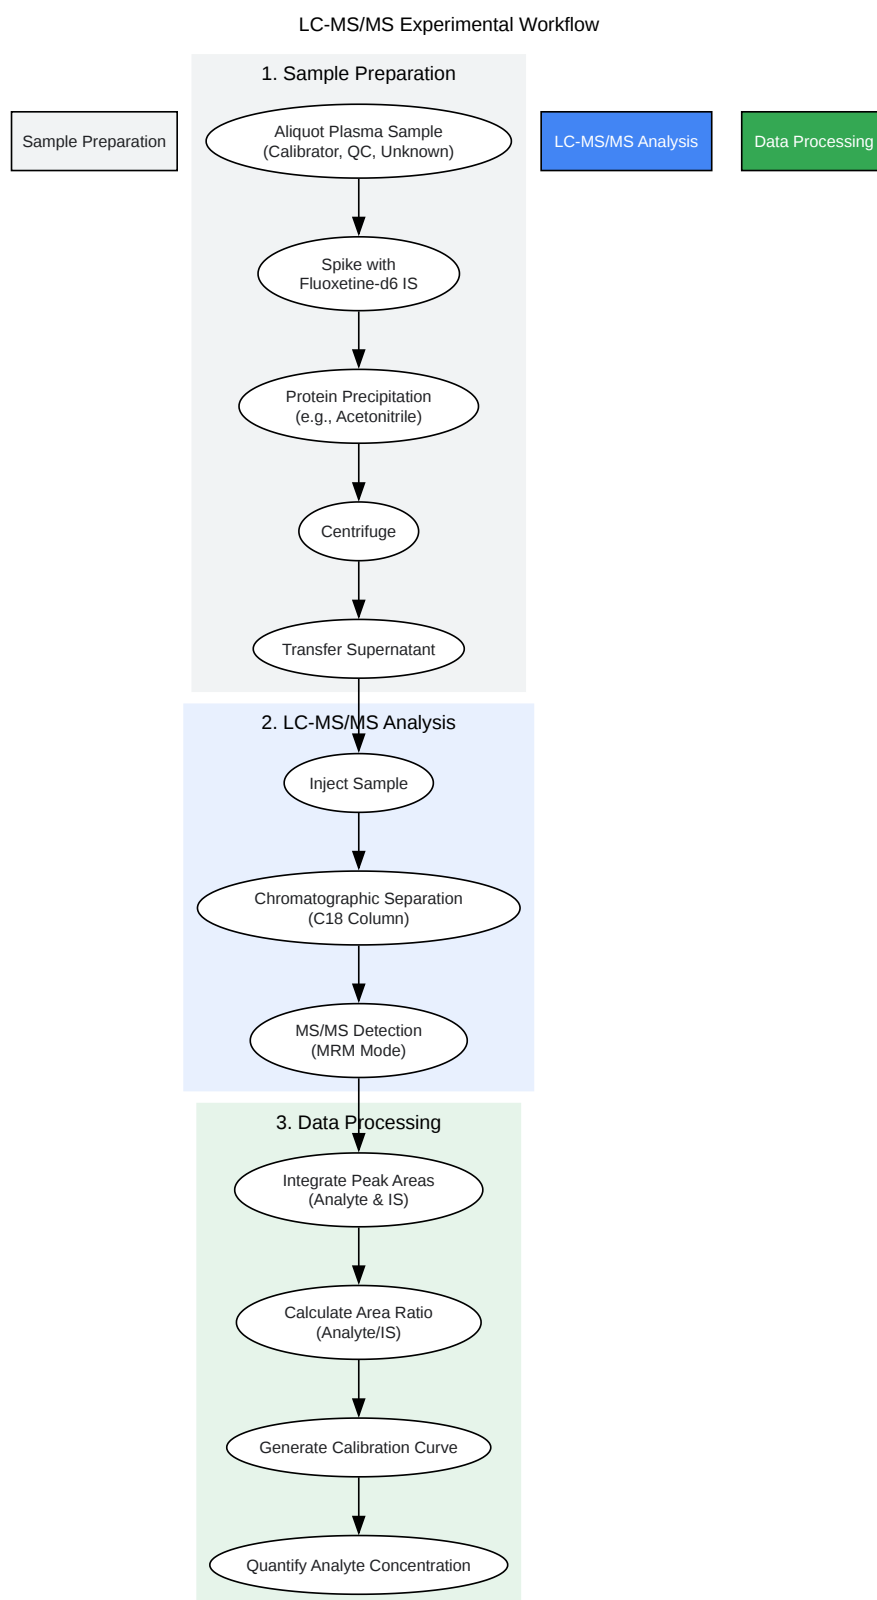 LC-MS/MS Experimental Workflow
1. Sample Preparation
Sample Preparation
Aliquot Plasma Sample
(Calibrator, QC, Unknown)
LC-MS/MS Analysis
Data Processing
Spike with
Fluoxetine-d6 IS
Protein Precipitation
(e.g., Acetonitrile)
Centrifuge
Transfer Supernatant
2. LC-MS/MS Analysis
Inject Sample
Chromatographic Separation
(C18 Column)
MS/MS Detection
(MRM Mode)
3. Data Processing
Integrate Peak Areas
(Analyte & IS)
Calculate Area Ratio
(Analyte/IS)
Generate Calibration Curve
Quantify Analyte Concentration